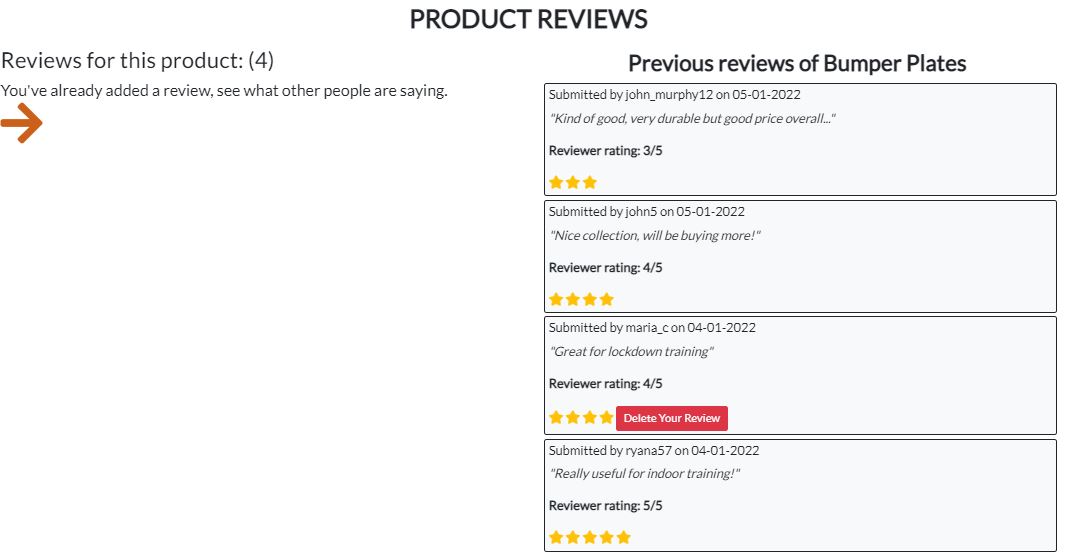 PRODUCT REVIEWS
Reviews for this product: (4)
You've already added a review, see what other people are saying.
Previous reviews of Bumper Plates
Submitted by john_murphy12 on 05-01-2022
"Kind of good, very durable but good price overall..."
Reviewer rating: 3/5
Submitted by john5 on 05-01-2022
"Nice collection, will be buying more!"
Reviewer rating: 4/5
Submitted by maria_c on 04-01-2022
"Great for lockdown training"
Reviewer rating: 4/5
Delete Your Review
Submitted by ryana57 on 04-01-2022
"Really useful for indoor training!"
Reviewer rating: 5/5